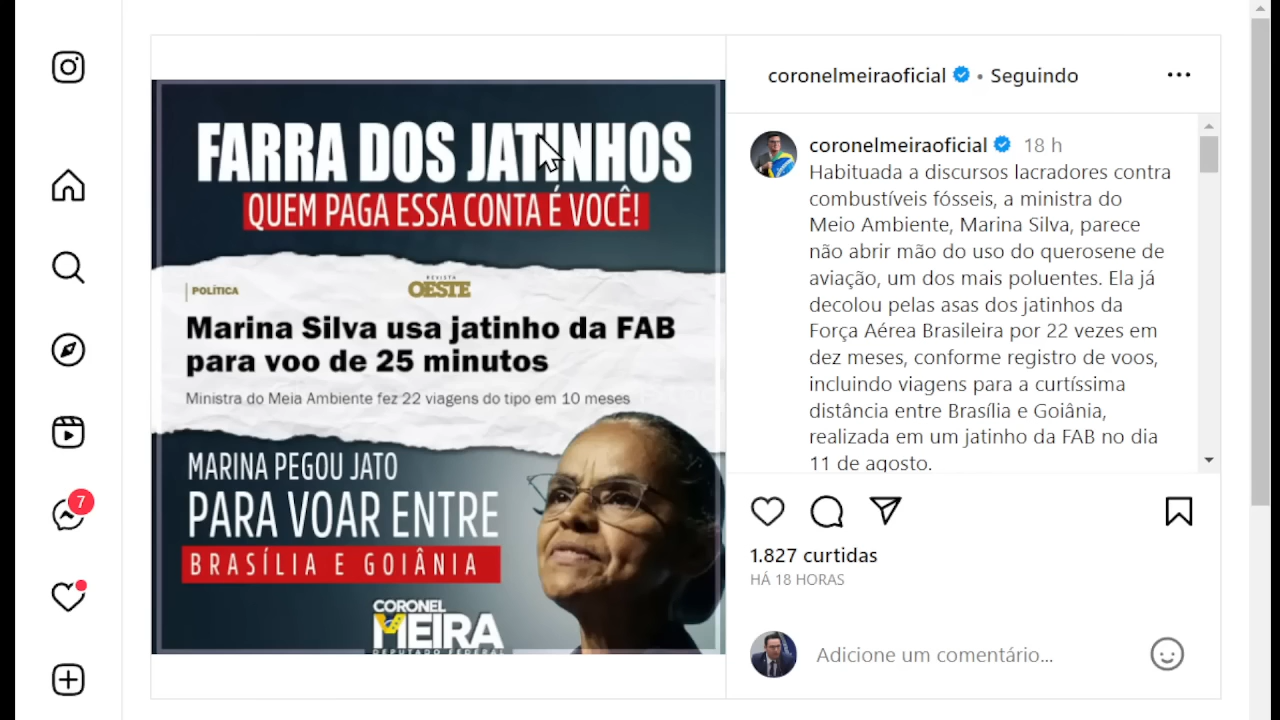 FARRA DOS JATINHOS
QUEM PAGA ESSA CONTA É VOCÊ!
POLÍTICA
REVISTA
OESTE
Marina Silva usa jatinho da FAB
para voo de 25 minutos
Ministra do Meia Ambiente fez 22 viagens do tipo em 10 meses
MARINA PEGOU JATO
PARA VOAR ENTRE
BRASÍLIA E GOIÂNIA
CORONEL
MEIRA
DEPUTADO FEDERAL
coronelmeiraoficial • Seguindo
coronelmeiraoficial 18 h
Habituada a discursos lacradores contra
combustíveis fósseis, a ministra do
Meio Ambiente, Marina Silva, parece
não abrir mão do uso do querosene de
aviação, um dos mais poluentes. Ela já
decolou pelas asas dos jatinhos da
Força Aérea Brasileira por 22 vezes em
dez meses, conforme registro de voos,
incluindo viagens para a curtíssima
distância entre Brasília e Goiânia,
realizada em um jatinho da FAB no dia
11 de agosto.
7
1.827 curtidas
HÁ 18 HORAS
Adicione um comentário...